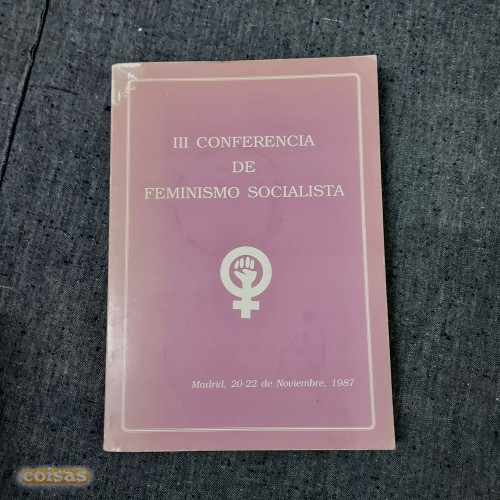 III CONFERENCIA
DE
FEMINISMO SOCIALISTA
Madrid, 20-22 de Noviembre, 1987
coisas